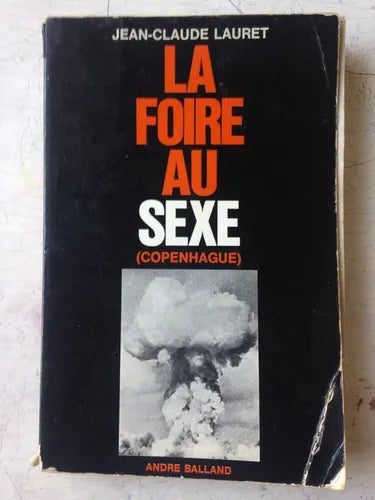 JEAN-CLAUDE LAURET
LA
FOIRE
AU
SEXE
(COPENHAGUE)
ANDRE BALLAND